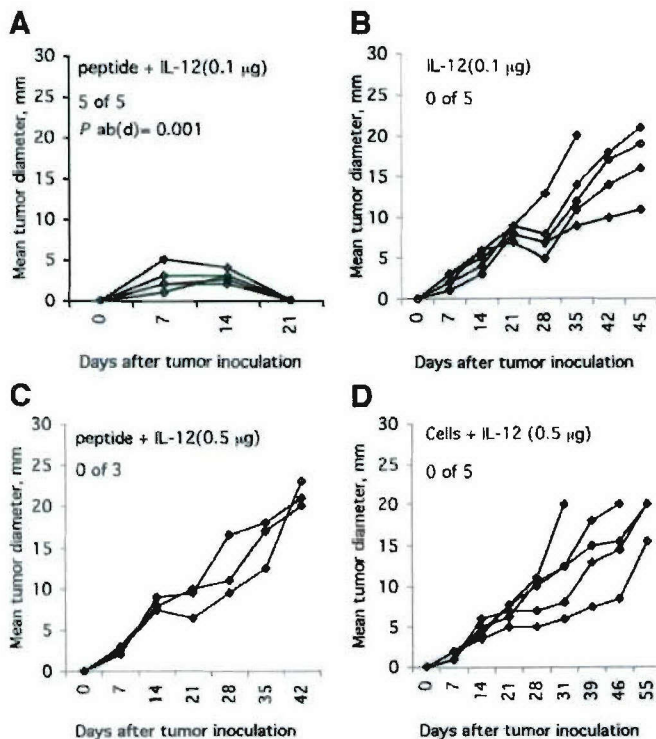 A
peptide + IL-12(0.1 µg)
5 of 5
P ab(d)= 0.001
Mean tumor diameter, mm
30
25
20
15
10
5
0
0 7 14 21
Days after tumor inoculation
B
IL-12(0.1 µg)
0 of 5
Mean tumor diameter, mm
30
25
20
15
10
5
0
0 7 14 21 28 35 42 45
Days after tumor inoculation
C
peptide + IL-12(0.5 µg)
0 of 3
Mean tumor diameter, mm
30
25
20
15
10
5
0
0 7 14 21 28 35 42
Days after tumor inoculation
D
Cells + IL-12 (0.5 µg)
0 of 5
Mean tumor diameter, mm
30
25
20
15
10
5
0
0 7 14 21 28 31 39 46 55
Days after tumor inoculation